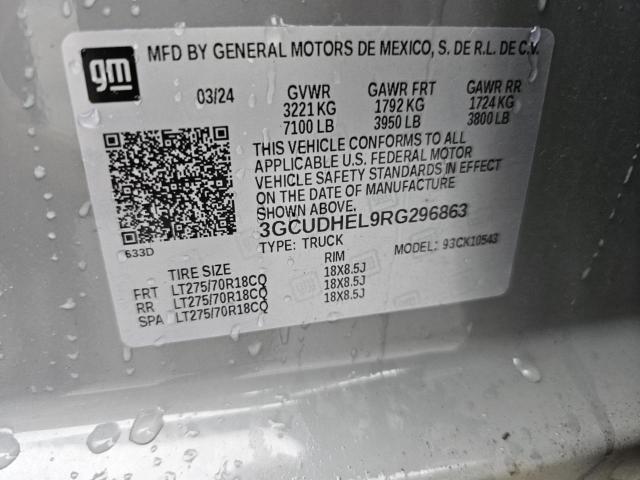 gm
MFD BY GENERAL MOTORS DE MEXICO, S. DE R.L. DE C.V.
03/24 GVWR GAWR FRT GAWR RR
3221 KG 1792 KG 1724 KG
7100 LB 3950 LB 3800 LB
THIS VEHICLE CONFORMS TO ALL
APPLICABLE U.S. FEDERAL MOTOR
VEHICLE SAFETY STANDARDS IN EFFECT
ON THE DATE OF MANUFACTURE
SHOWN ABOVE.
3GCUDHEL9RG296863
633D TYPE: TRUCK MODEL: 93CK10543
TIRE SIZE RIM
FRT LT275/70R18CQ 18X8.5J
RR LT275/70R18CQ 18X8.5J
SPA LT275/70R18CQ 18X8.5J